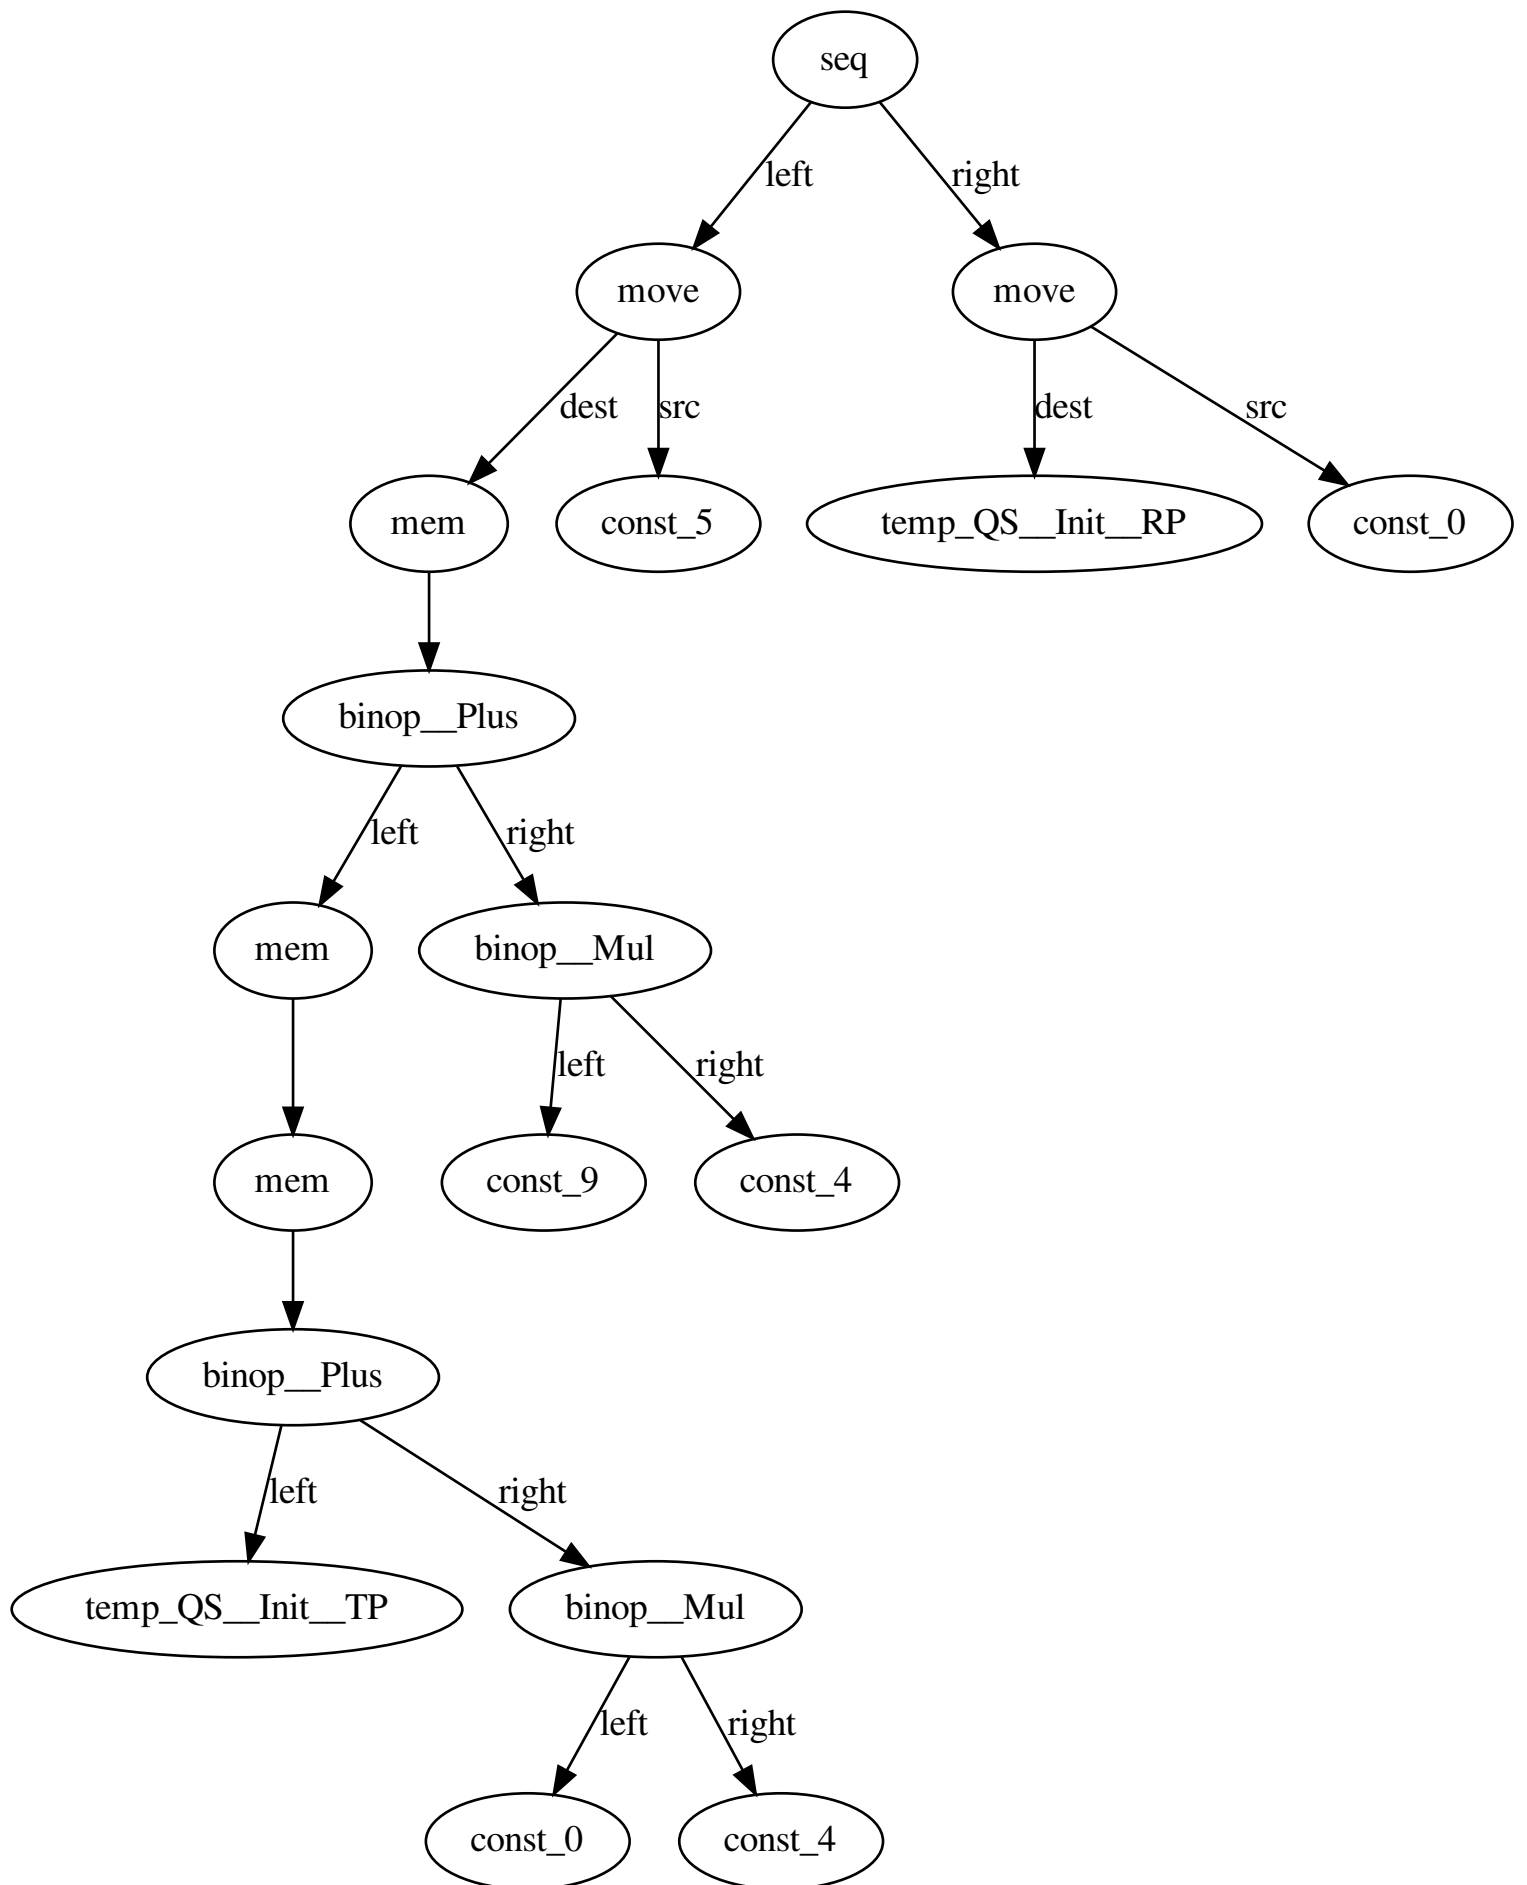 seq
left
right
move
move
dest
src
dest
src
mem
const_5
temp_QS__Init__RP
const_0
binop__Plus
left
right
mem
binop__Mul
left
right
mem
const_9
const_4
binop__Plus
left
right
temp_QS__Init__TP
binop__Mul
left
right
const_0
const_4